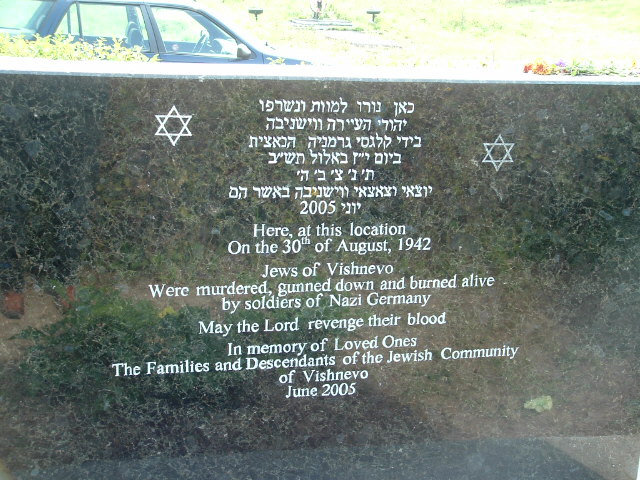 כאן נורו למוות ונשרפו
יהודי העיירה ווישניבה
בידי קלגסי גרמניה הנאצית
ביום י״ז באלול תש״ב
ת׳ נ׳ צ׳ ב׳ ה׳
יוצאי וצאצאי ווישניבה באשר הם
יוני 2005
Here, at this location
On the 30th of August, 1942
Jews of Vishnevo
Were murdered, gunned down and burned alive
by soldiers of Nazi Germany
May the Lord revenge their blood
In memory of Loved Ones
The Families and Descendants of the Jewish Community
of Vishnevo
June 2005